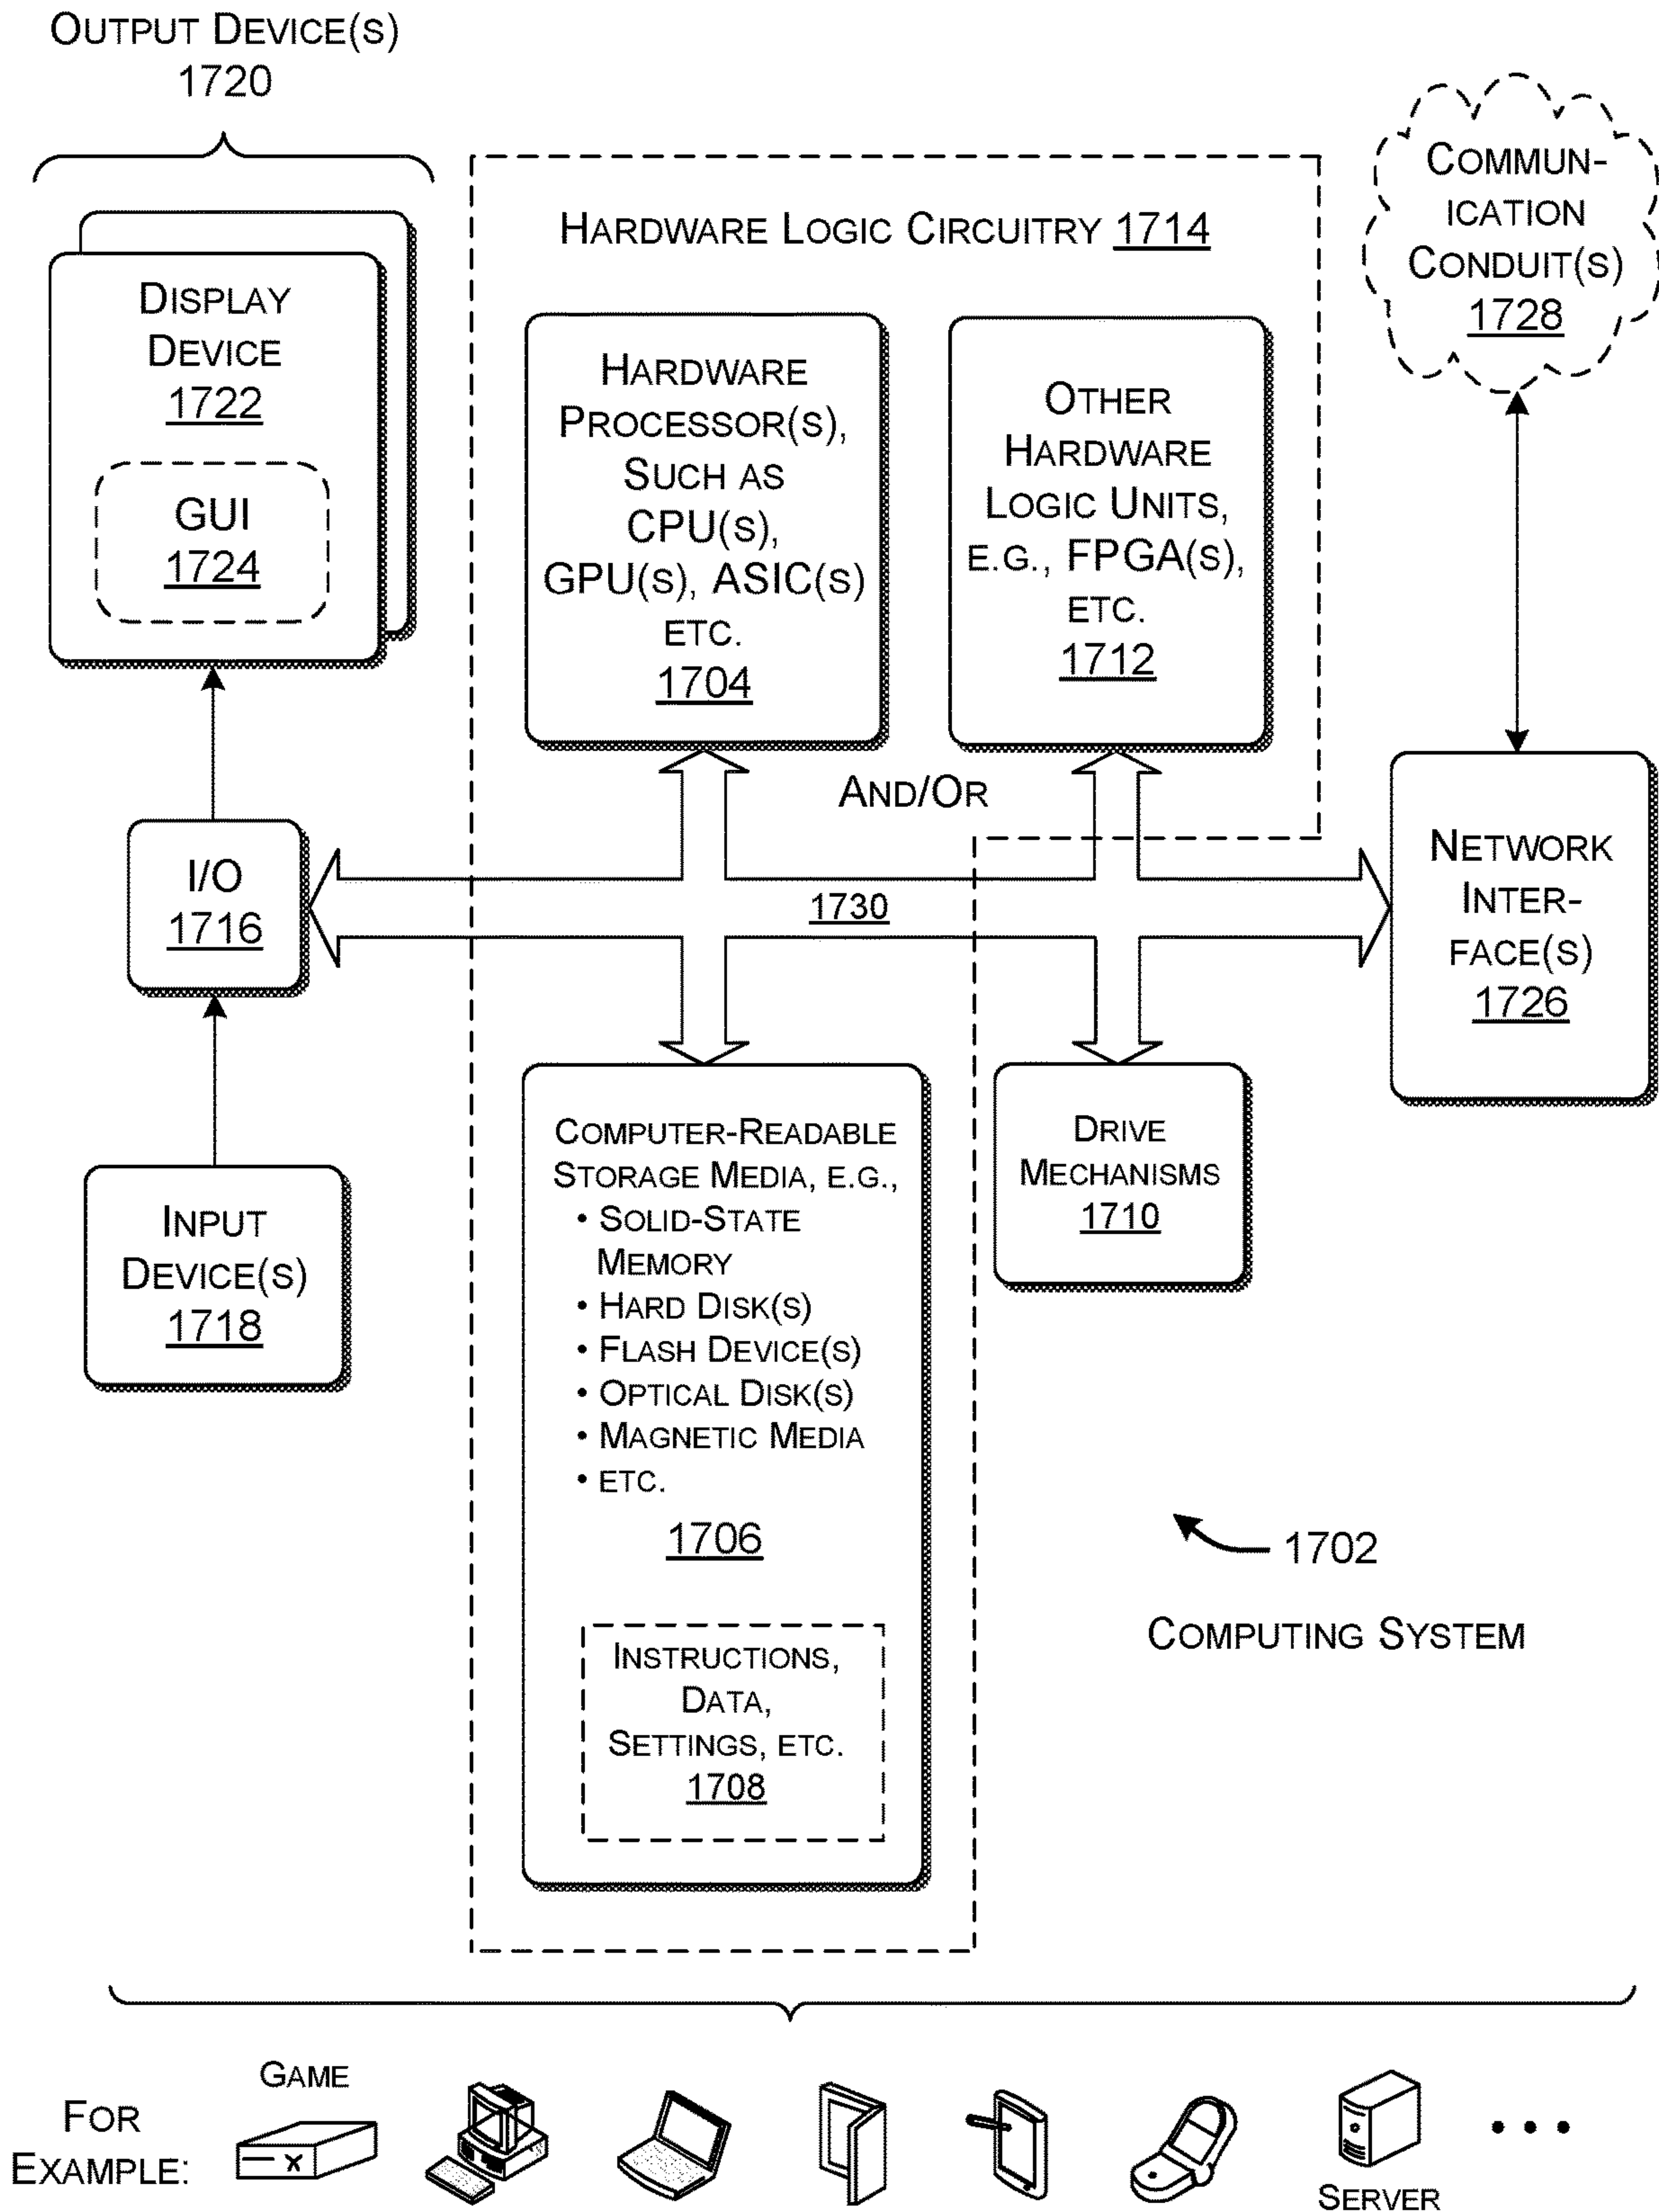 OUTPUT DEVICE(S)
1720
DISPLAY
DEVICE
1722
GUI
1724
I/O
1716
INPUT
DEVICE(S)
1718
HARDWARE LOGIC CIRCUITRY 1714
HARDWARE
PROCESSOR(S),
SUCH AS
CPU(S),
GPU(S), ASIC(S)
ETC.
1704
OTHER
HARDWARE
LOGIC UNITS,
E.G., FPGA(S),
ETC.
1712
AND/OR
1730
COMPUTER-READABLE
STORAGE MEDIA, E.G.,
• SOLID-STATE
MEMORY
• HARD DISK(S)
• FLASH DEVICE(S)
• OPTICAL DISK(S)
• MAGNETIC MEDIA
• ETC.
1706
INSTRUCTIONS,
DATA,
SETTINGS, ETC.
1708
DRIVE
MECHANISMS
1710
COMMUN-
ICATION
CONDUIT(S)
1728
NETWORK
INTER-
FACE(S)
1726
1702
COMPUTING SYSTEM
FOR
EXAMPLE:
GAME
X
SERVER
• • •